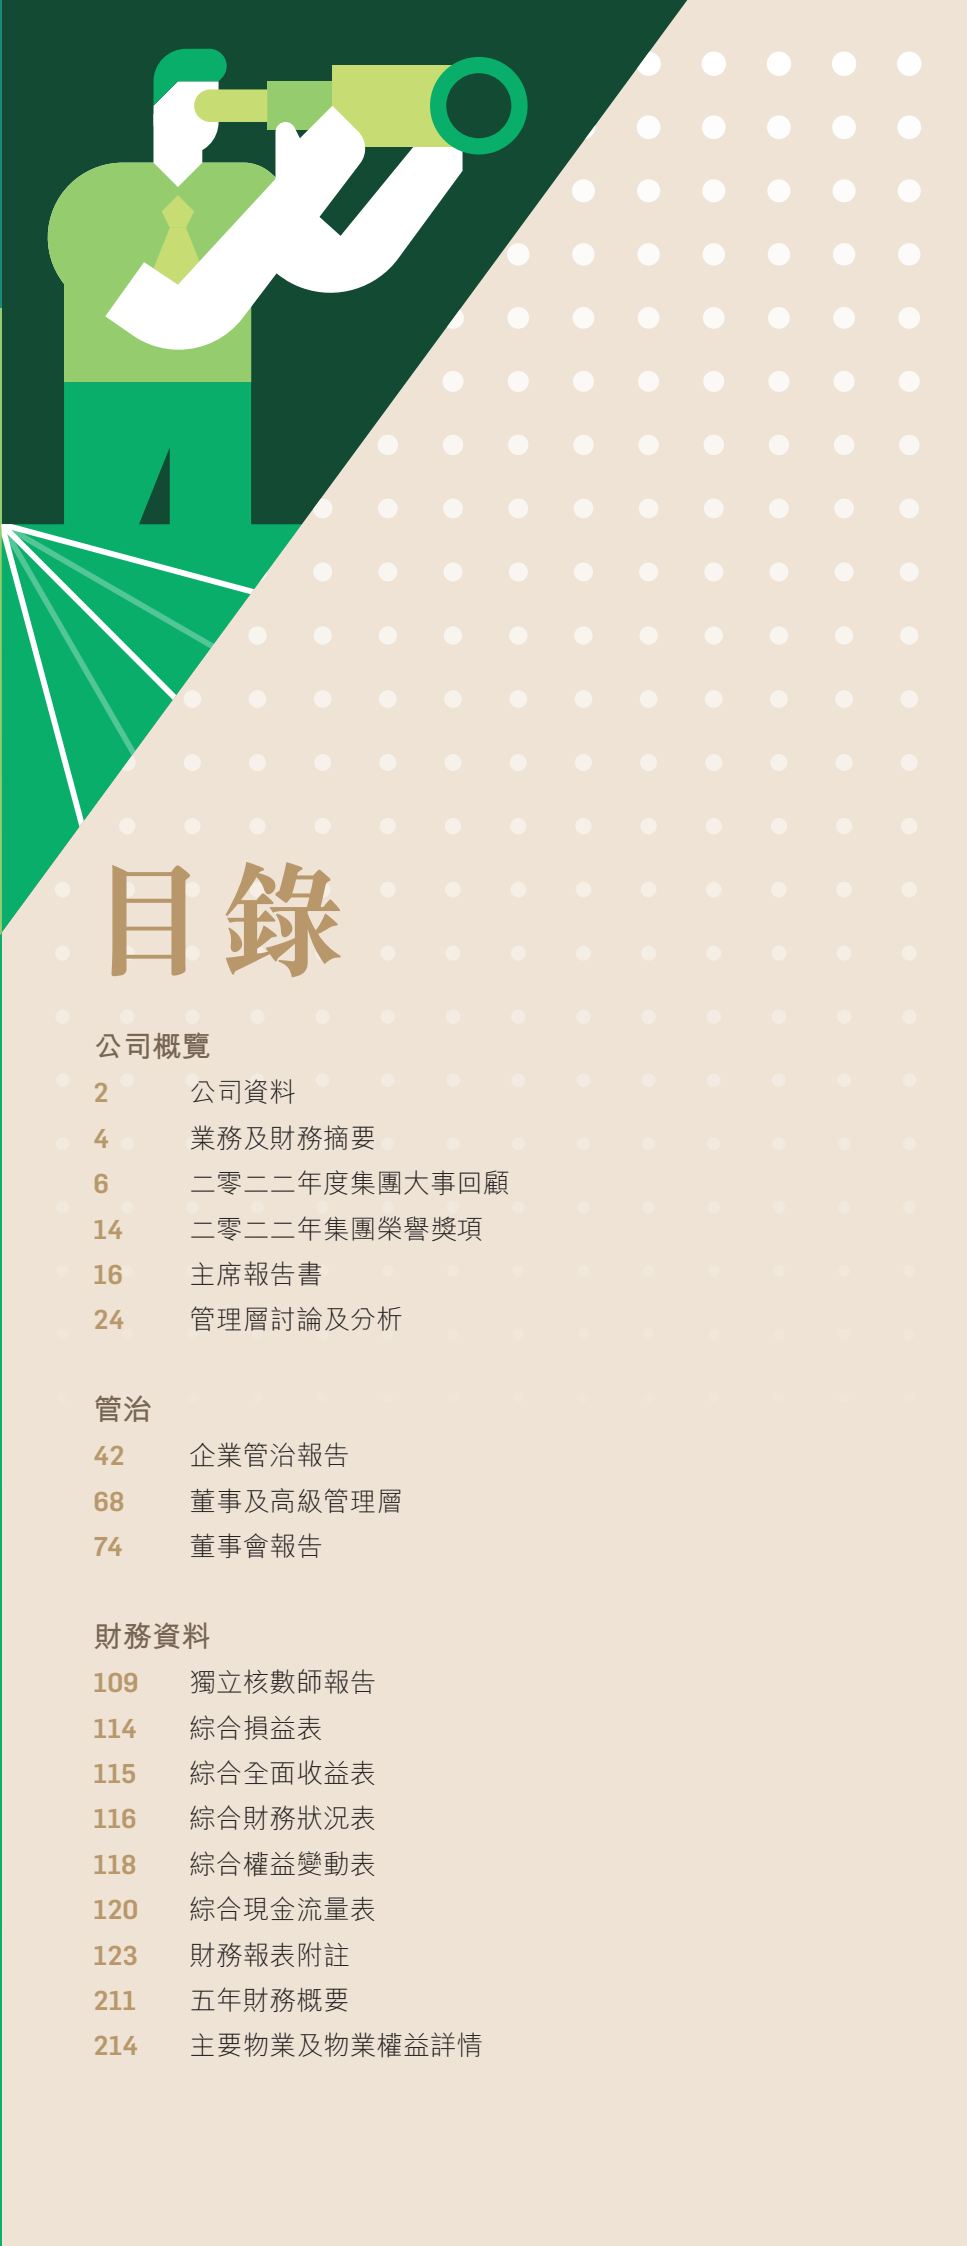 目錄
公司概覽
2 公司資料
4 業務及財務摘要
6 二零二二年度集團大事回顧
14 二零二二年集團榮譽獎項
16 主席報告書
24 管理層討論及分析
管治
42 企業管治報告
68 董事及高級管理層
74 董事會報告
財務資料
109 獨立核數師報告
114 綜合損益表
115 綜合全面收益表
116 綜合財務狀況表
118 綜合權益變動表
120 綜合現金流量表
123 財務報表附註
211 五年財務概要
214 主要物業及物業權益詳情